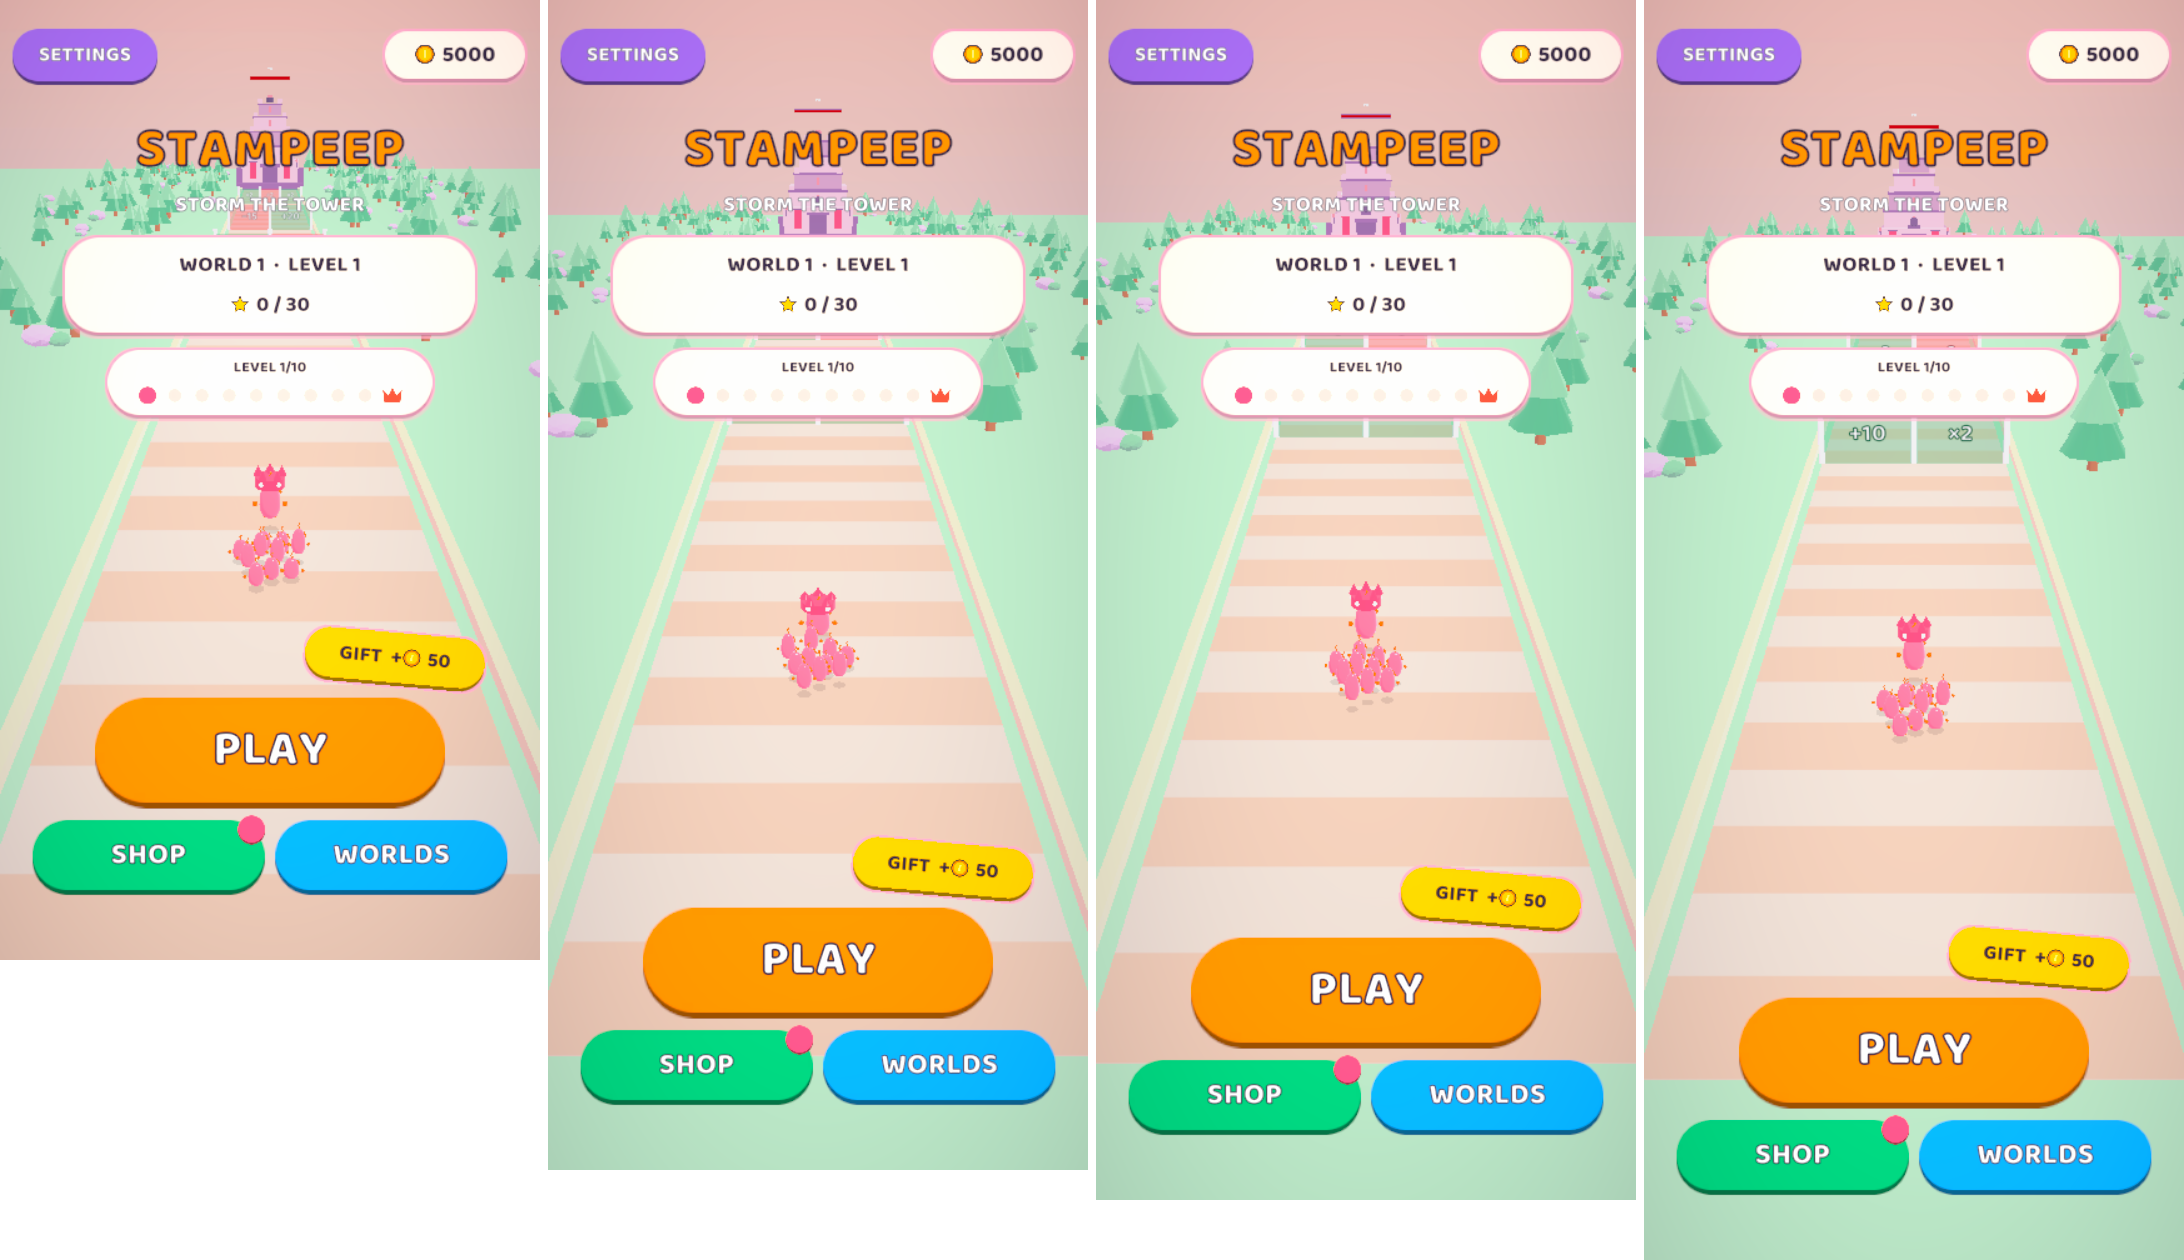 SETTINGS
5000
STAMPEEP
STORM THE TOWER
WORLD 1 · LEVEL 1
0 / 30
LEVEL 1/10
GIFT + 50
PLAY
SHOP
WORLDS
SETTINGS
5000
STAMPEEP
STORM THE TOWER
WORLD 1 · LEVEL 1
0 / 30
LEVEL 1/10
GIFT + 50
PLAY
SHOP
WORLDS
SETTINGS
5000
STAMPEEP
STORM THE TOWER
WORLD 1 · LEVEL 1
0 / 30
LEVEL 1/10
GIFT + 50
PLAY
SHOP
WORLDS
SETTINGS
5000
STAMPEEP
STORM THE TOWER
WORLD 1 · LEVEL 1
0 / 30
LEVEL 1/10
+10 ×2
GIFT + 50
PLAY
SHOP
WORLDS